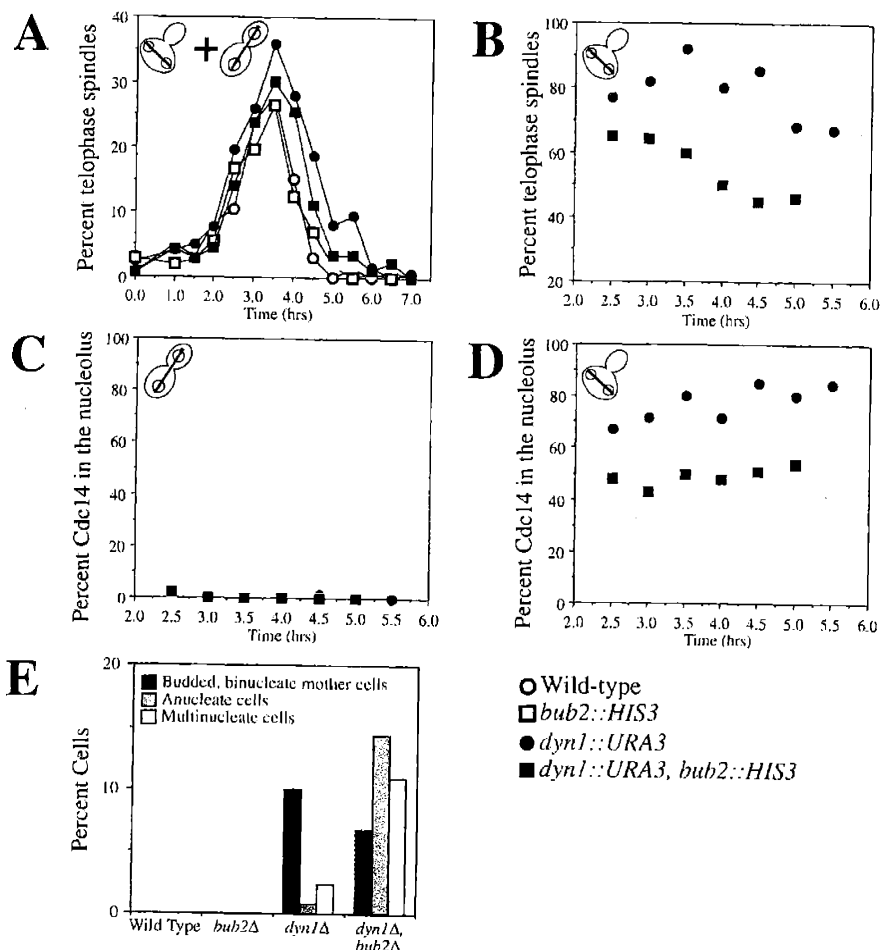 A
Percent telophase spindles
40
30
20
10
0
0.0 1.0 2.0 3.0 4.0 5.0 6.0 7.0
Time (hrs)
B
Percent telophase spindles
100
80
60
40
20
2.0 2.5 3.0 3.5 4.0 4.5 5.0 5.5 6.0
Time (hrs)
C
Percent Cdc14 in the nucleolus
100
80
60
40
20
0
2.0 2.5 3.0 3.5 4.0 4.5 5.0 5.5 6.0
Time (hrs)
D
Percent Cdc14 in the nucleolus
100
80
60
40
20
0
2.0 2.5 3.0 3.5 4.0 4.5 5.0 5.5 6.0
Time (hrs)
E
Percent Cells
20
10
0
Budded, binucleate mother cells
Anucleate cells
Multinucleate cells
Wild Type bub2Δ dyn1Δ dyn1Δ,
bub2Δ
Wild-type
bub2::HIS3
dyn1::URA3
dyn1::URA3, bub2::HIS3